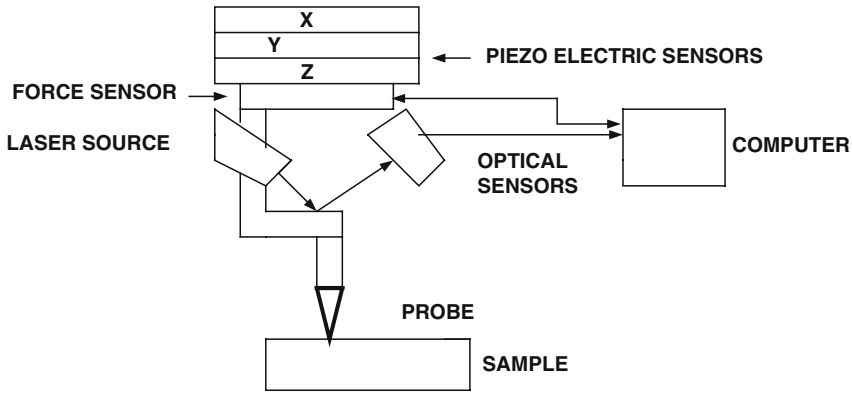 X
Y
Z
PIEZO ELECTRIC SENSORS
FORCE SENSOR
LASER SOURCE
OPTICAL
SENSORS
COMPUTER
PROBE
SAMPLE